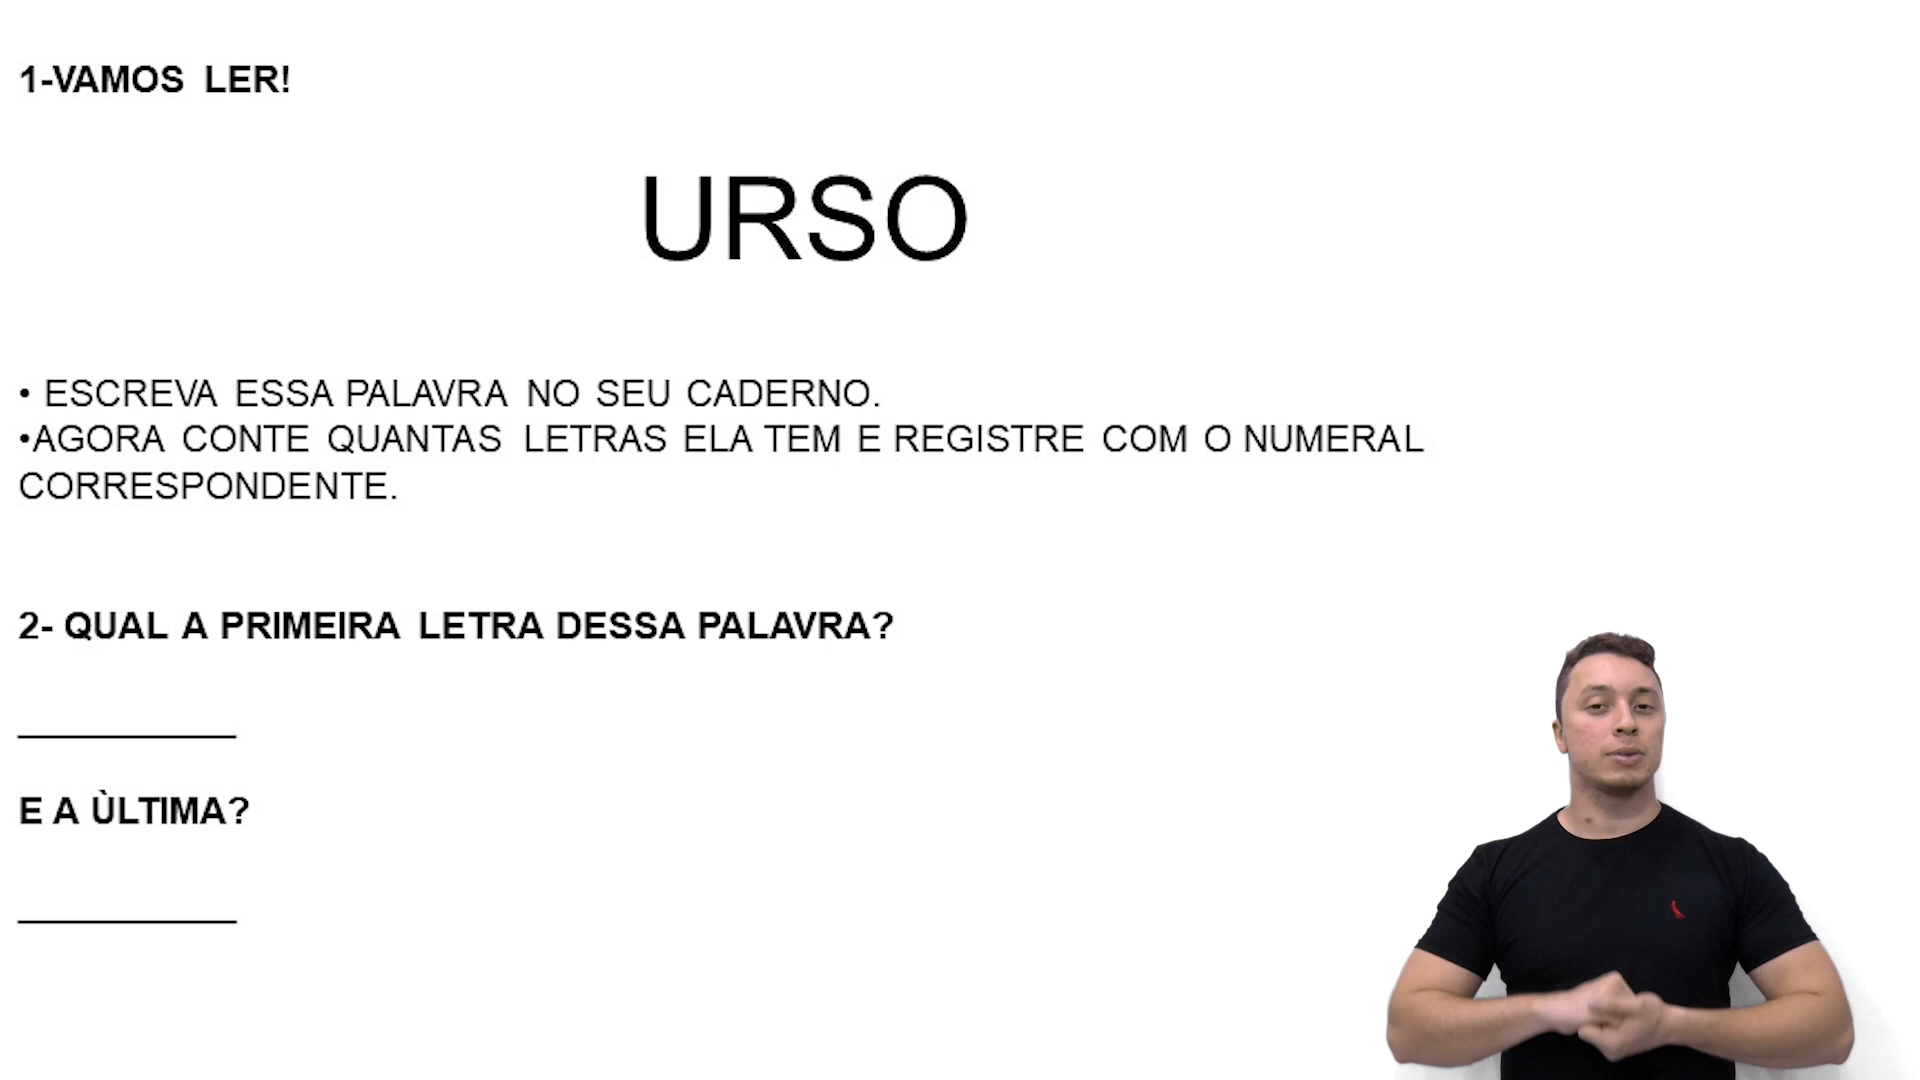 1-VAMOS LER!
URSO
• ESCREVA ESSA PALAVRA NO SEU CADERNO.
•AGORA CONTE QUANTAS LETRAS ELA TEM E REGISTRE COM O NUMERAL
CORRESPONDENTE.
2- QUAL A PRIMEIRA LETRA DESSA PALAVRA?
E A ÙLTIMA?